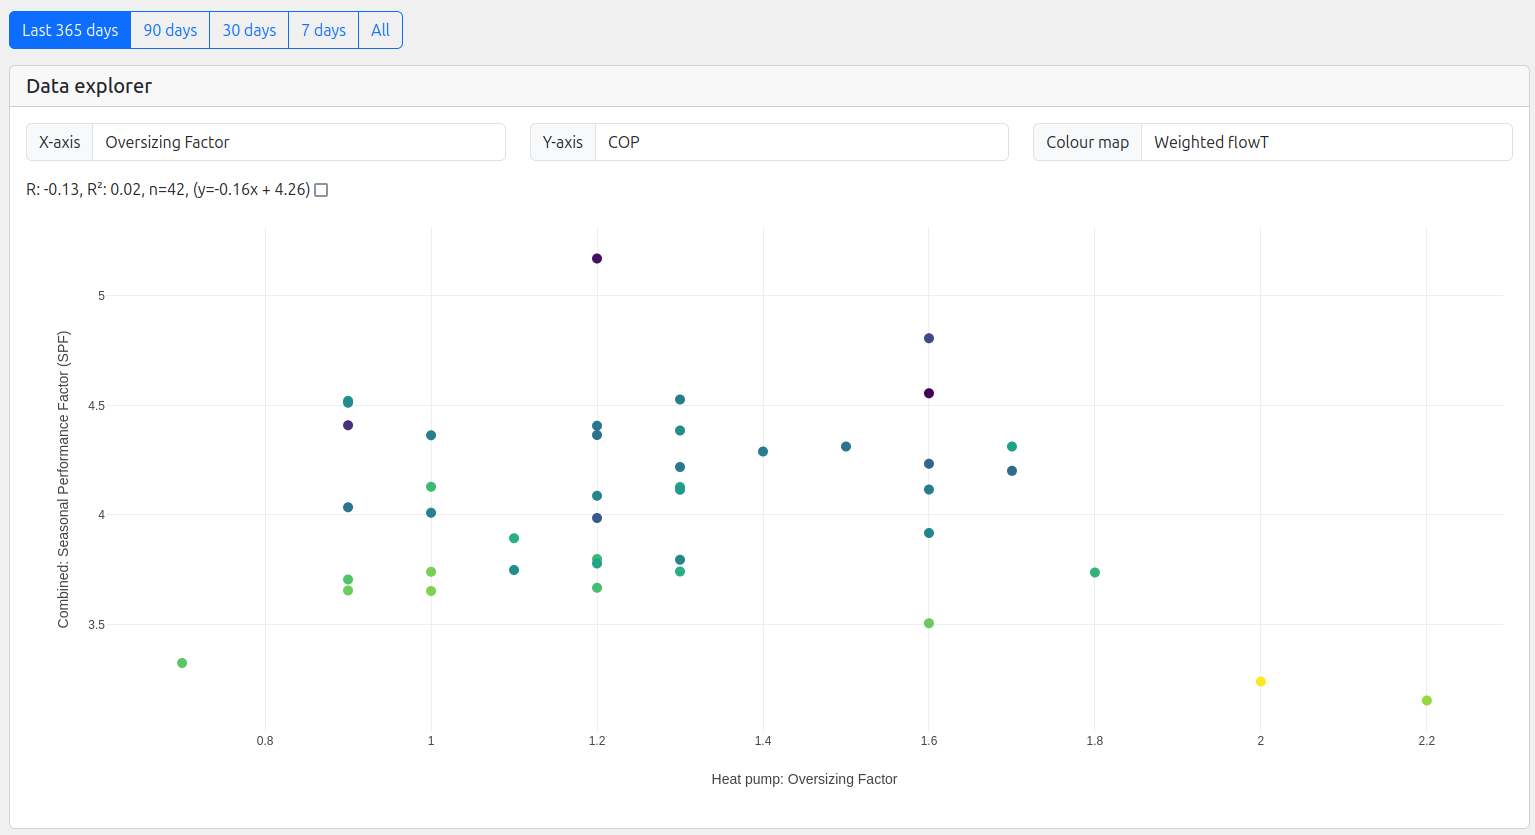 Last 365 days 90 days 30 days 7 days All
Data explorer
X-axis Oversizing Factor Y-axis COP Colour map Weighted flowT
R: -0.13, R²: 0.02, n=42, (y=-0.16x + 4.26)
Combined: Seasonal Performance Factor (SPF)
5
4.5
4
3.5
0.8 1 1.2 1.4 1.6 1.8 2 2.2
Heat pump: Oversizing Factor